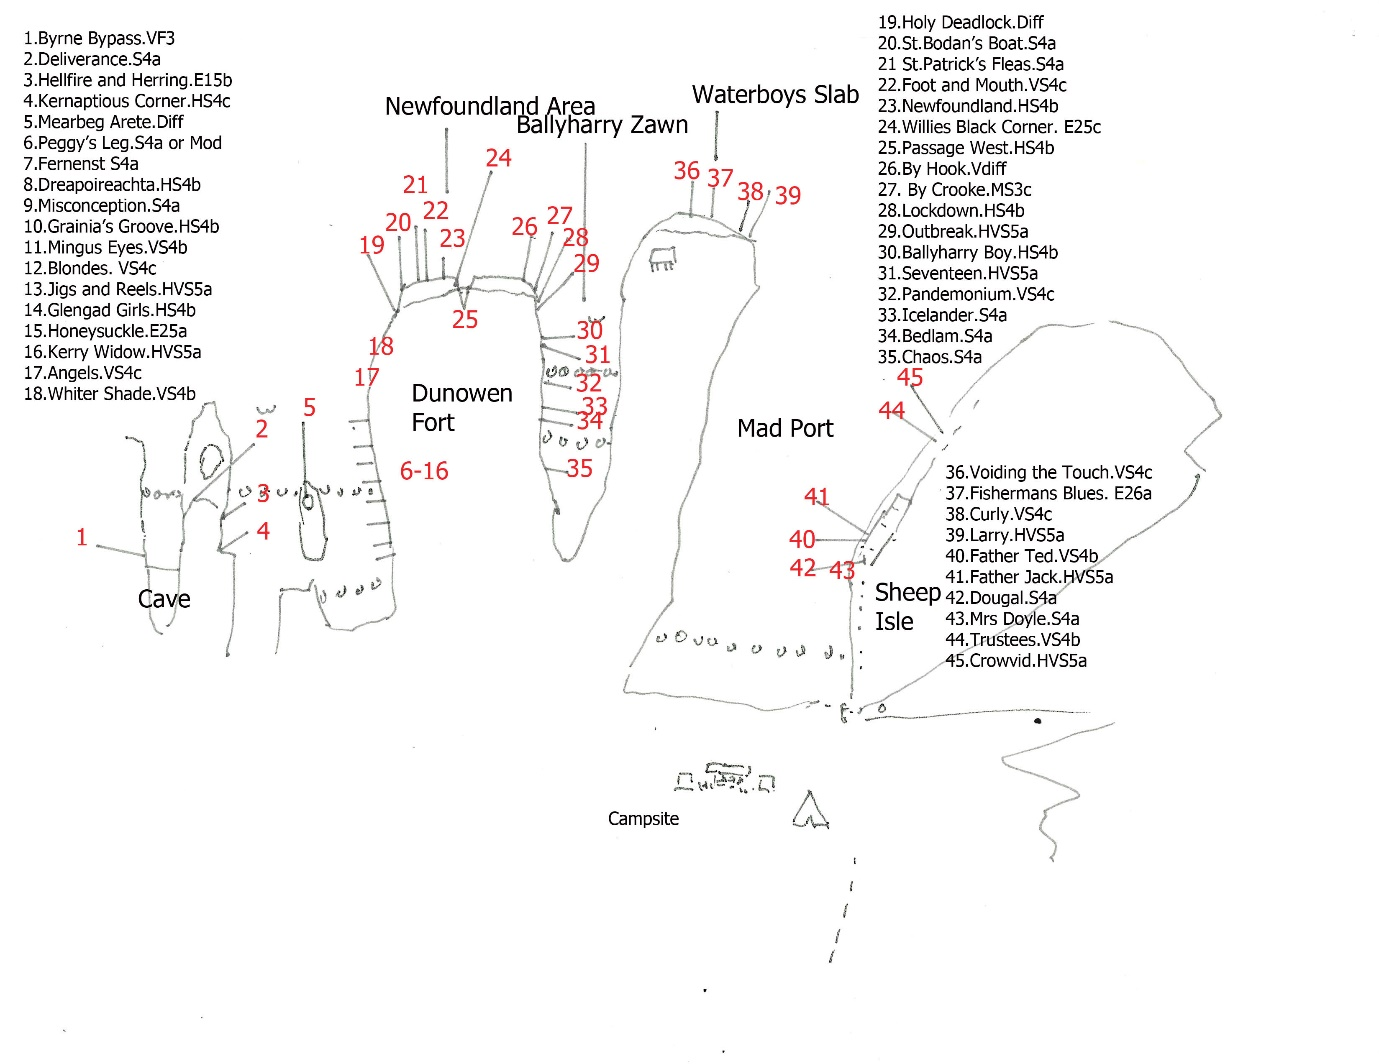 1.Byrne Bypass.VF3
2.Deliverance.S4a
3.Hellfire and Herring.E15b
4.Kernaptious Corner.HS4c
5.Mearbeg Arete.Diff
6.Peggy's Leg.S4a or Mod
7.Fernenst S4a
8.Dreapoireachta.HS4b
9.Misconception.S4a
10.Grainia's Groove.HS4b
11.Mingus Eyes.VS4b
12.Blondes. VS4c
13.Jigs and Reels.HVS5a
14.Glengad Girls.HS4b
15.Honeysuckle.E25a
16.Kerry Widow.HVS5a
17.Angels.VS4c
18.Whiter Shade.VS4b
19.Holy Deadlock.Diff
20.St.Bodan's Boat.S4a
21 St.Patrick's Fleas.S4a
22.Foot and Mouth.VS4c
23.Newfoundland.HS4b
24.Willies Black Corner. E25c
25.Passage West.HS4b
26.By Hook.Vdiff
27. By Crooke.MS3c
28.Lockdown.HS4b
29.Outbreak.HVS5a
30.Ballyharry Boy.HS4b
31.Seventeen.HVS5a
32.Pandemonium.VS4c
33.Icelander.S4a
34.Bedlam.S4a
35.Chaos.S4a
36.Voiding the Touch.VS4c
37.Fishermans Blues. E26a
38.Curly.VS4c
39.Larry.HVS5a
40.Father Ted.VS4b
41.Father Jack.HVS5a
42.Dougal.S4a
43.Mrs Doyle.S4a
44.Trustees.VS4b
45.Crowvid.HVS5a
Newfoundland Area
Ballyharry Zawn
Waterboys Slab
24
21
22
20
19
23
26
27
28
29
25
18
17
30
31
32
33
34
35
36
37
38
39
Dunowen
Fort
6-16
Mad Port
45
44
41
40
42
43
Sheep
Isle
5
2
3
4
1
Cave
Campsite